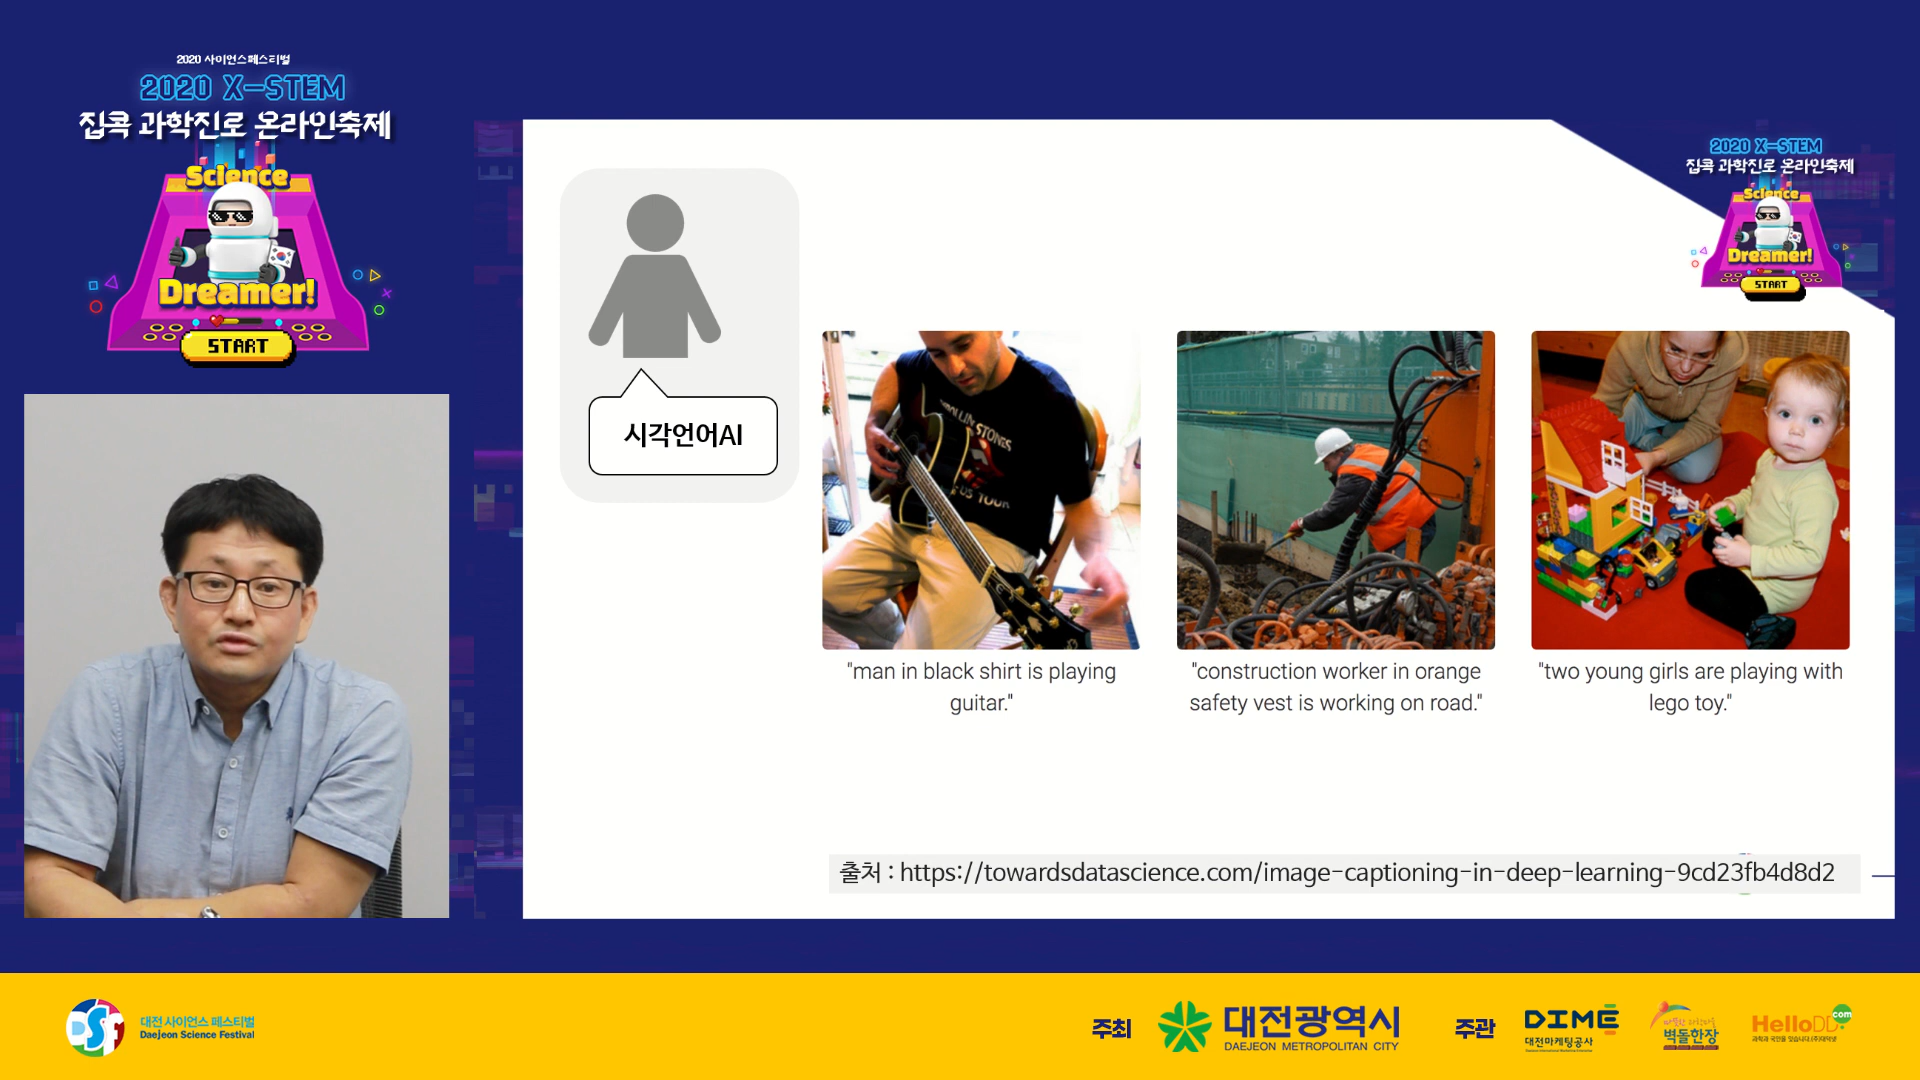 2020 사이언스페스티벌
2020 X-STEM
집콕 과학진로 온라인축제
Science
Dreamer!
START
2020 X-STEM
집콕 과학진로 온라인축제
Science
Dreamer!
START
시각언어AI
STONES
US TOUR
"man in black shirt is playing
guitar."
"construction worker in orange
safety vest is working on road."
"two young girls are playing with
lego toy."
출처 : https://towardsdatascience.com/image-captioning-in-deep-learning-9cd23fb4d8d2
DSF
대전 사이언스 페스티벌
Daejeon Science Festival
주최
대전광역시
DAEJEON METROPOLITAN CITY
주관
DIME
대전마케팅공사
벽돌한장
HelloDD.com